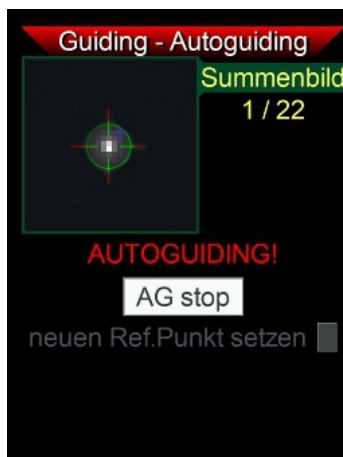 Guiding - Autoguiding
Summenbild
1 / 22
AUTOGUIDING!
AG stop
neuen Ref.Punkt setzen